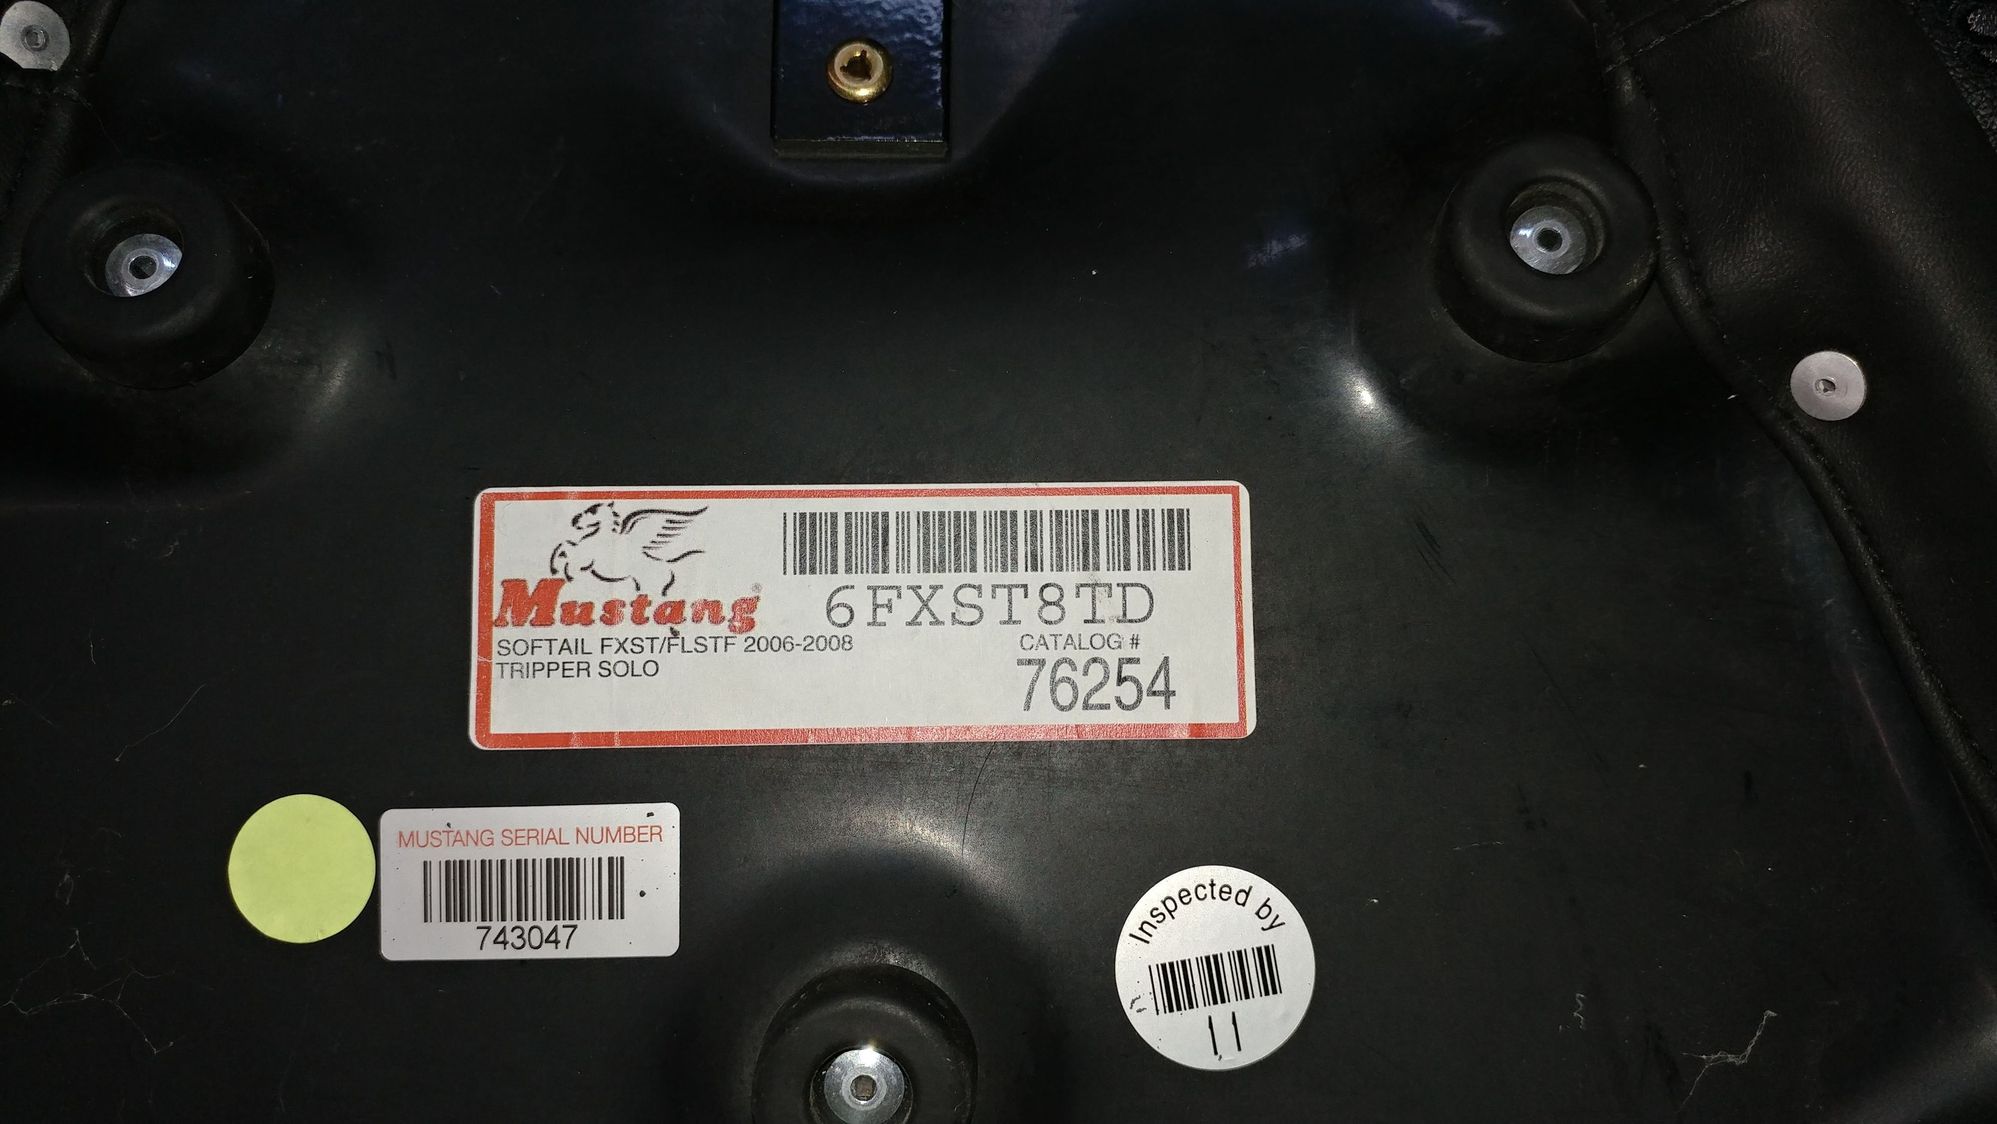 Mustang®
6FXST8TD
SOFTAIL FXST/FLSTF 2006-2008
TRIPPER SOLO
CATALOG #
76254
MUSTANG SERIAL NUMBER
743047
Inspected by
11